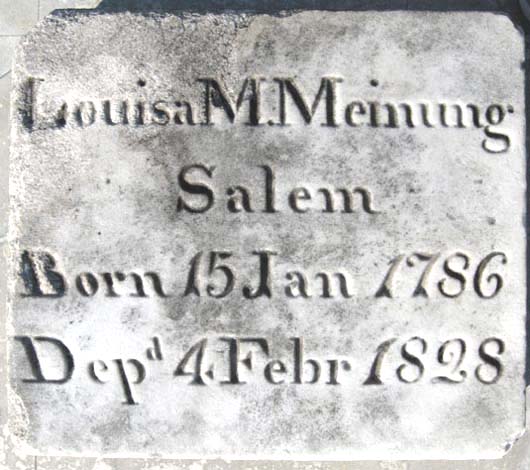 Louisa M. Meinung.
Salem
Born 15 Jan 1786
Depd 4. Febr 1828